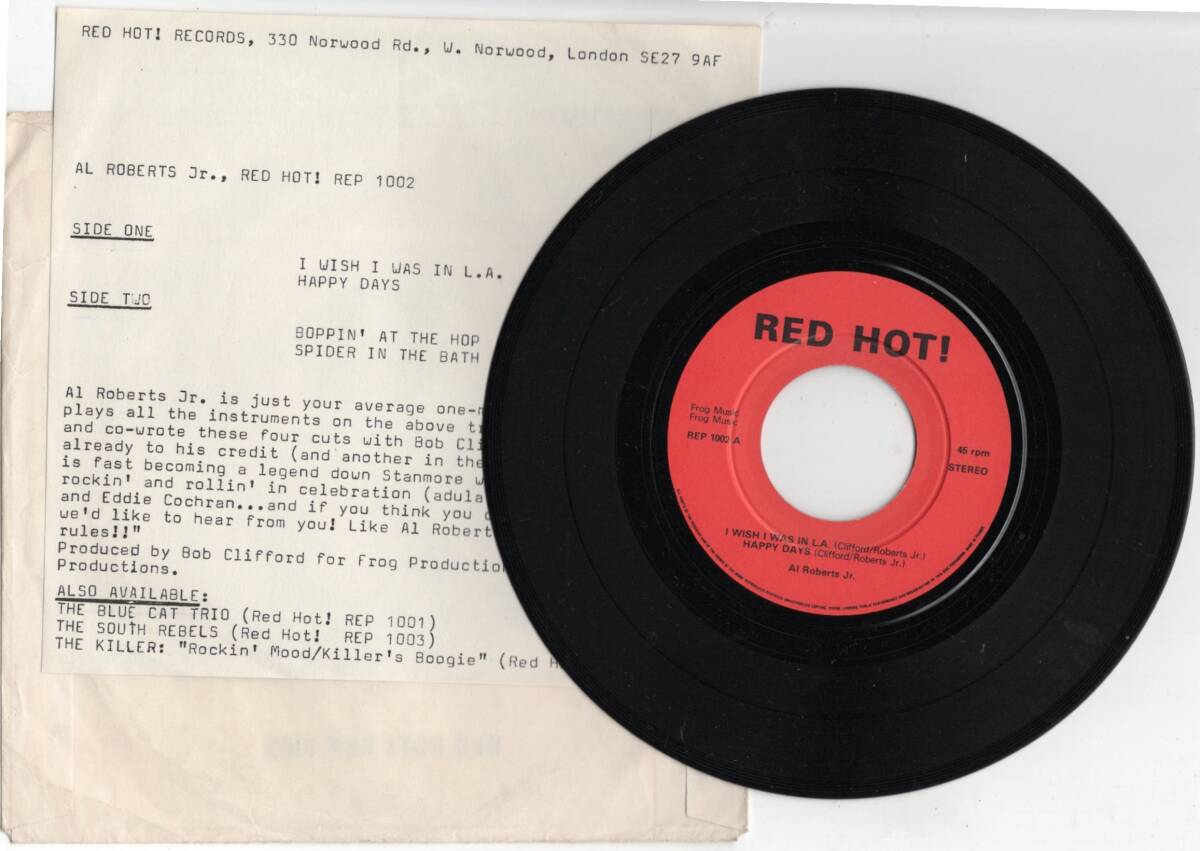 RED HOT! RECORDS, 330 Norwood Rd., W. Norwood, London SE27 9AF
AL ROBERTS Jr., RED HOT! REP 1002
SIDE ONE
I WISH I WAS IN L.A.
HAPPY DAYS
SIDE TWO
BOPPIN' AT THE HOP
SPIDER IN THE BATH
Al Roberts Jr. is just your average one-
plays all the instruments on the above
and co-wrote these four cuts with Bob
already to his credit (and another in the
is fast becoming a legend down Stanmore
rockin' and rollin' in celebration
and Eddie Cochran...and if you think you
we'd like to hear from you! Like Al
rules!!"
Produced by Bob Clifford for Frog
Productions.
ALSO AVAILABLE:
THE BLUE CAT TRIO (Red Hot! REP 1001)
THE SOUTH REBELS (Red Hot! REP 1003)
THE KILLER: "Rockin' Mood/Killer's Boogie" (Red
RED HOT!
Frog Music
Frog Music
REP 1002 A
45 rpm
STEREO
I WISH I WAS IN L.A. (Clifford/Roberts Jr.)
HAPPY DAYS (Clifford/Roberts Jr.)
Al Roberts Jr.